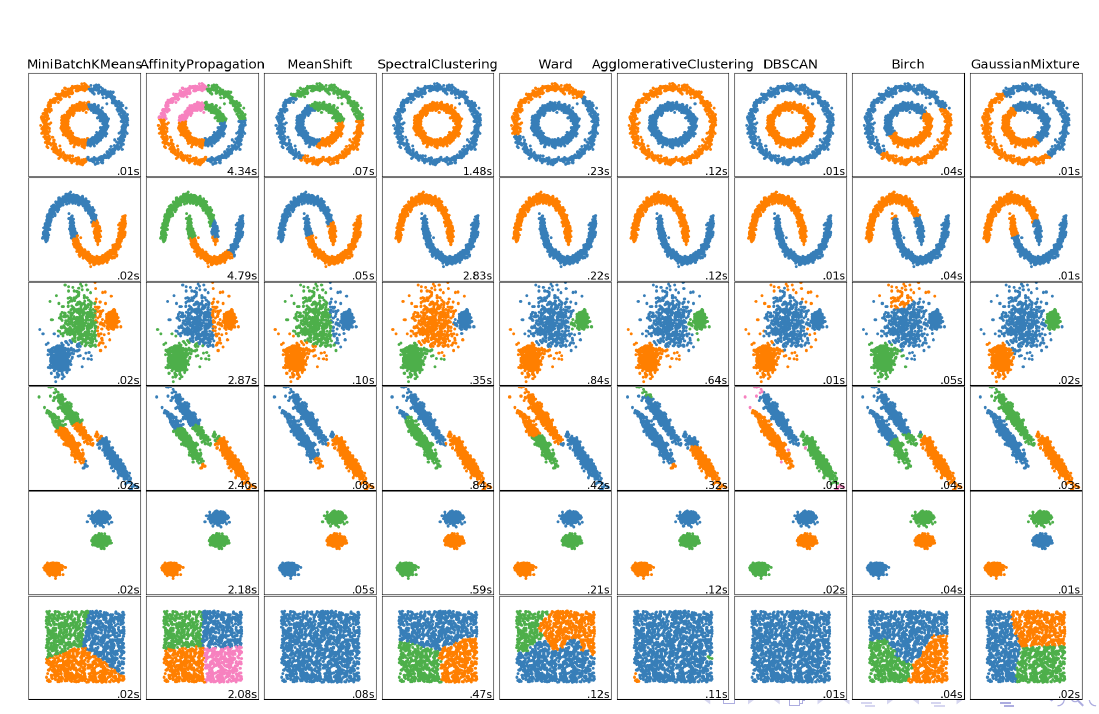 MiniBatchKMeans AffinityPropagation MeanShift SpectralClustering Ward AgglomerativeClustering DBSCAN Birch GaussianMixture
.01s 4.34s .07s 1.48s .23s .12s .01s .04s .01s
.02s 4.79s .05s 2.83s .22s .12s .01s .04s .01s
.02s 2.87s .10s .35s .84s .64s .01s .05s .02s
.02s 2.40s .08s .84s .42s .32s .01s .04s .03s
.02s 2.18s .05s .59s .21s .12s .02s .04s .01s
.02s 2.08s .08s .47s .12s .11s .01s .04s .02s